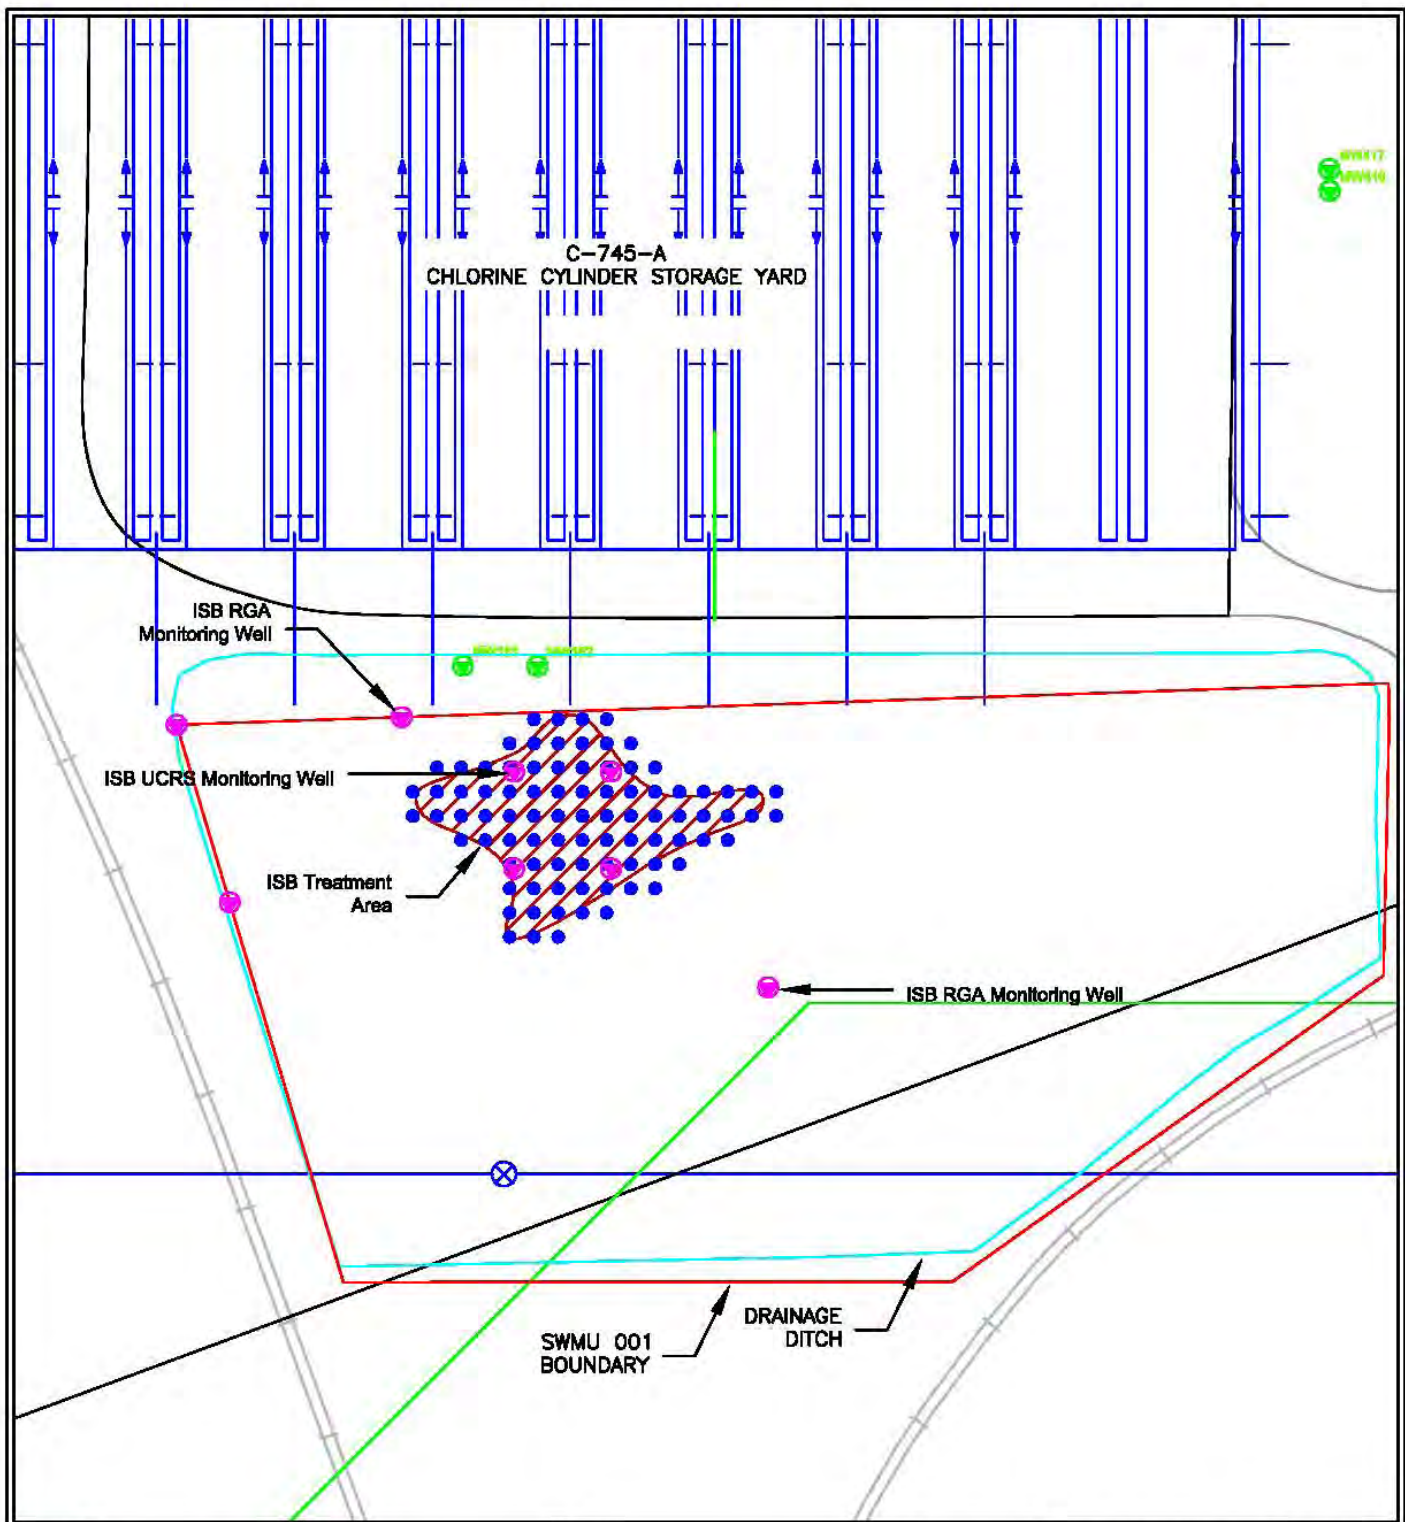 C-745-A
CHLORINE CYLINDER STORAGE YARD
ISB RGA
Monitoring Well
ISB UCRS Monitoring Well
ISB Treatment
Area
ISB RGA Monitoring Well
DRAINAGE
DITCH
SWMU 001
BOUNDARY